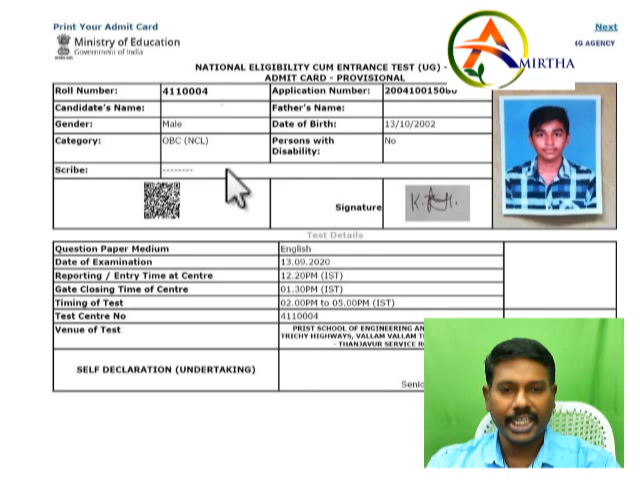 Print Your Admit Card
Next
Ministry of Education
Government of India
AGENCY
AMIRTHA
NATIONAL ELIGIBILITY CUM ENTRANCE TEST (UG) -
ADMIT CARD - PROVISIONAL
Roll Number: 4110004 Application Number:
Candidate's Name: Father's Name:
Gender: Male Date of Birth: 13/10/2002
Category: OBC (NCL) Persons with Disability: No
Scribe: --------
Signature
Test Details
Question Paper Medium English
Date of Examination 13.09.2020
Reporting / Entry Time at Centre 12.20PM (IST)
Gate Closing Time of Centre 01.30PM (IST)
Timing of Test 02.00PM to 05.00PM (IST)
Test Centre No 4110004
Venue of Test PRIST SCHOOL OF ENGINEERING
TRICHY HIGHWAYS, VALLAM VALLAM
- THANJAVUR SERVICE
SELF DECLARATION (UNDERTAKING)